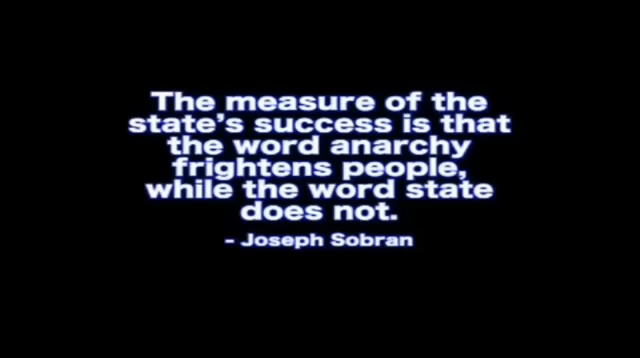 The measure of the
state's success is that
the word anarchy
frightens people,
while the word state
does not.
- Joseph Sobran